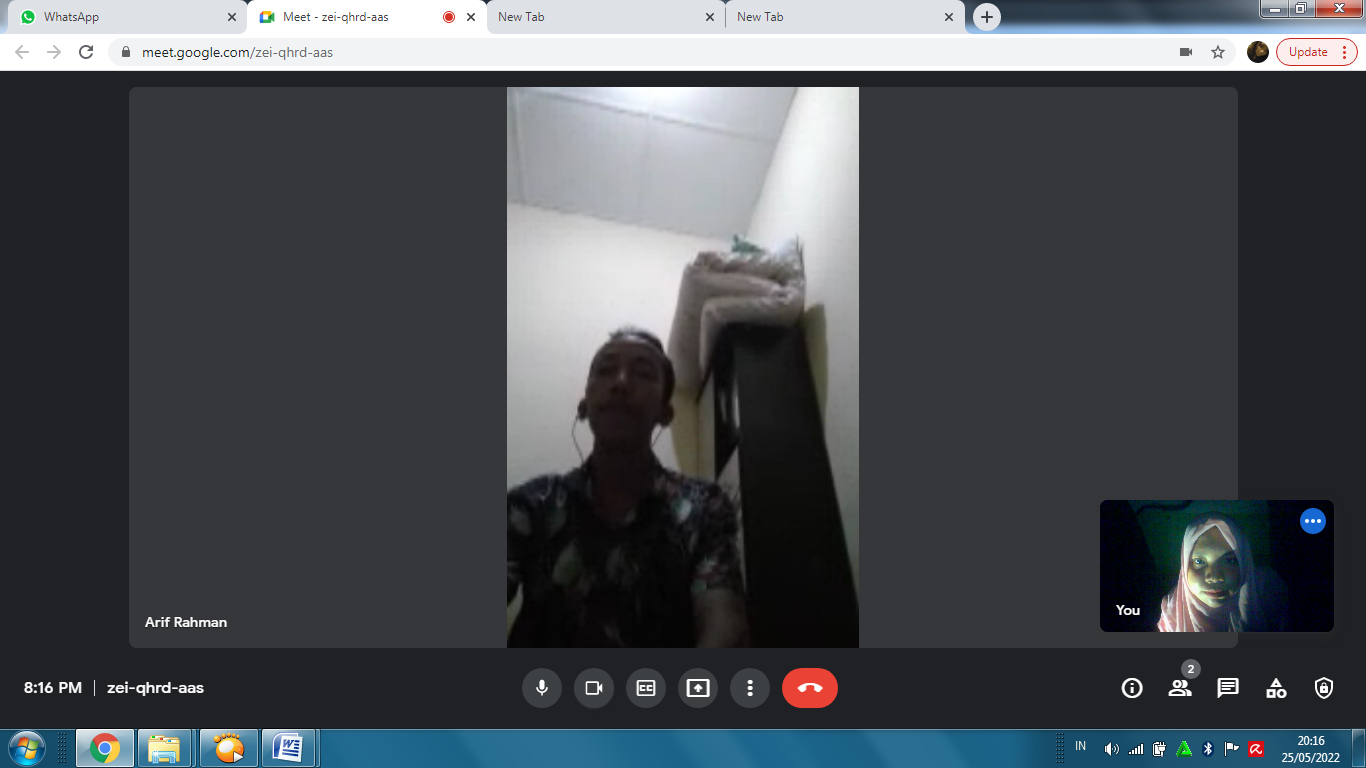 WhatsApp
Meet - zei-qhrd-aas
New Tab
New Tab
meet.google.com/zei-qhrd-aas
Update
Arif Rahman
You
8:16 PM | zei-qhrd-aas
CC
2
IN
20:16
25/05/2022